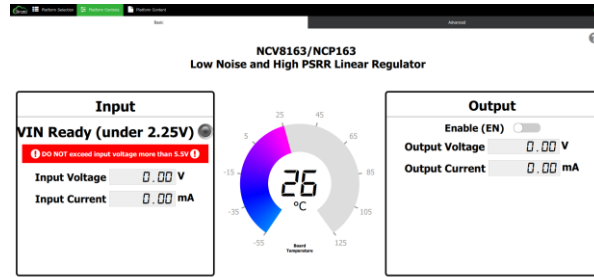 Platform Selection Platform Controls Platform Content
Basic Advanced
?
NCV8163/NCP163
Low Noise and High PSRR Linear Regulator
Input
VIN Ready (under 2.25V)
DO NOT exceed input voltage more than 5.5V
Input Voltage 0.00 V
Input Current 0.00 mA
25 45
5 65
-15 85
-35 105
-55 125
26
°C
Board
Temperature
Output
Enable (EN)
Output Voltage 0.00 V
Output Current 0.00 mA